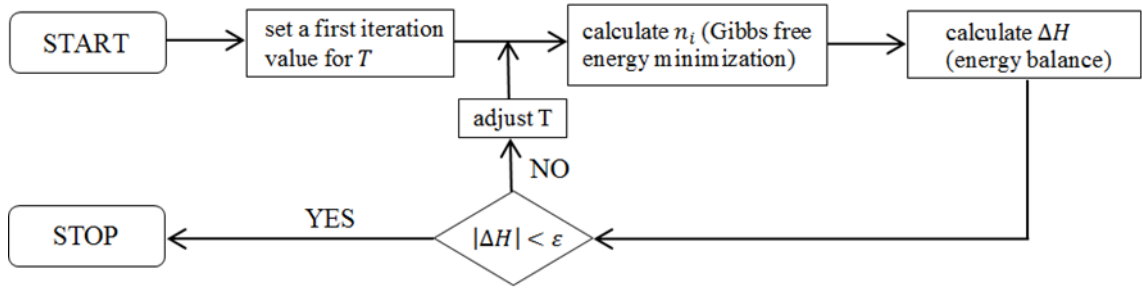 START
set a first iteration
value for T
calculate n_i (Gibbs free
energy minimization)
calculate ΔH
(energy balance)
adjust T
NO
YES
STOP
|ΔH| < ε